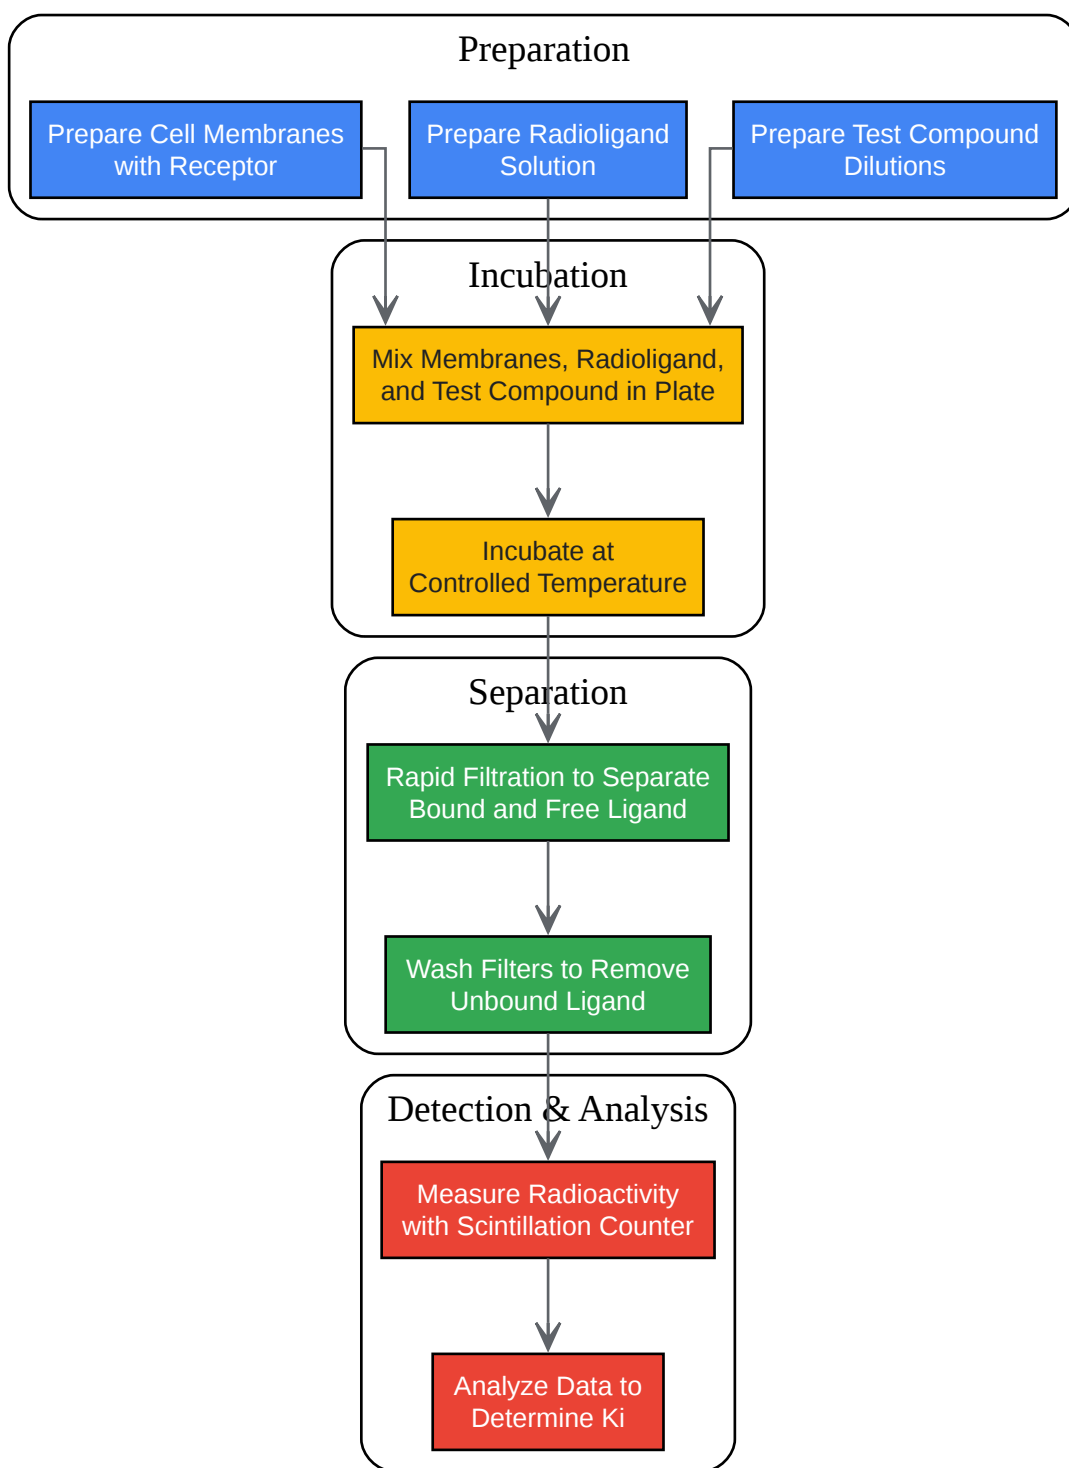 Preparation
Prepare Cell Membranes
with Receptor
Prepare Radioligand
Solution
Prepare Test Compound
Dilutions
Incubation
Mix Membranes, Radioligand,
and Test Compound in Plate
Incubate at
Controlled Temperature
Separation
Rapid Filtration to Separate
Bound and Free Ligand
Wash Filters to Remove
Unbound Ligand
Detection & Analysis
Measure Radioactivity
with Scintillation Counter
Analyze Data to
Determine Ki